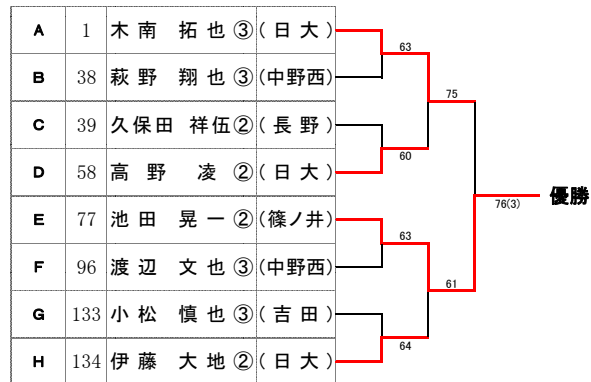 A 1 木南 拓也③(日大)
63
B 38 萩野 翔也③(中野西)
75
C 39 久保田 祥伍②(長野)
60
D 58 高野 凌②(日大)
76(3) 優勝
E 77 池田 晃一②(篠ノ井)
63
F 96 渡辺 文也③(中野西)
61
G 133 小松 慎也③(吉田)
64
H 134 伊藤 大地②(日大)